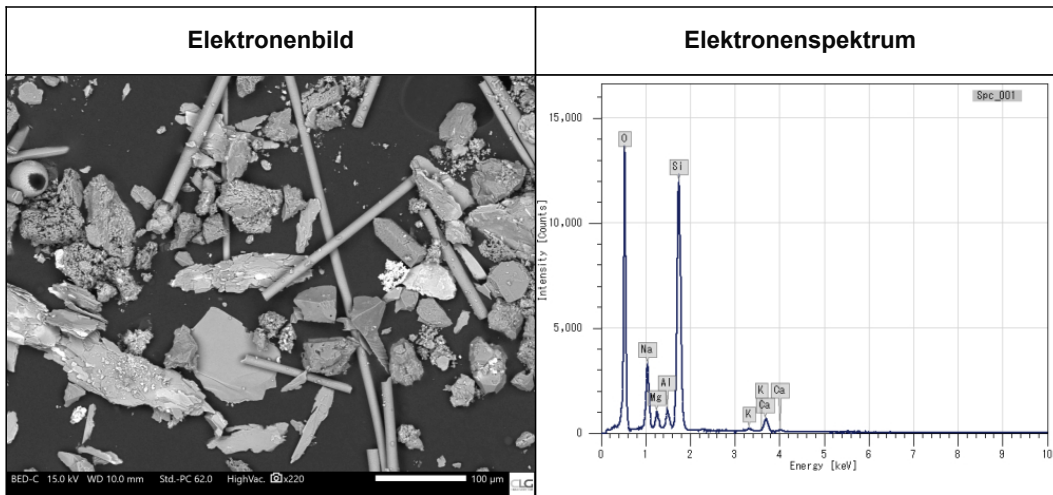 Elektronenbild
Elektronenspektrum
BED-C 15.0 kV WD 10.0 mm Std.-PC 62.0 HighVac. x220 100 µm
CLG
Spc_001
Intensity [Counts]
15,000
10,000
5,000
0
O
Na
Mg
Al
Si
K
K
Ca
Ca
0 1 2 3 4 5 6 7 8 9 10
Energy [keV]